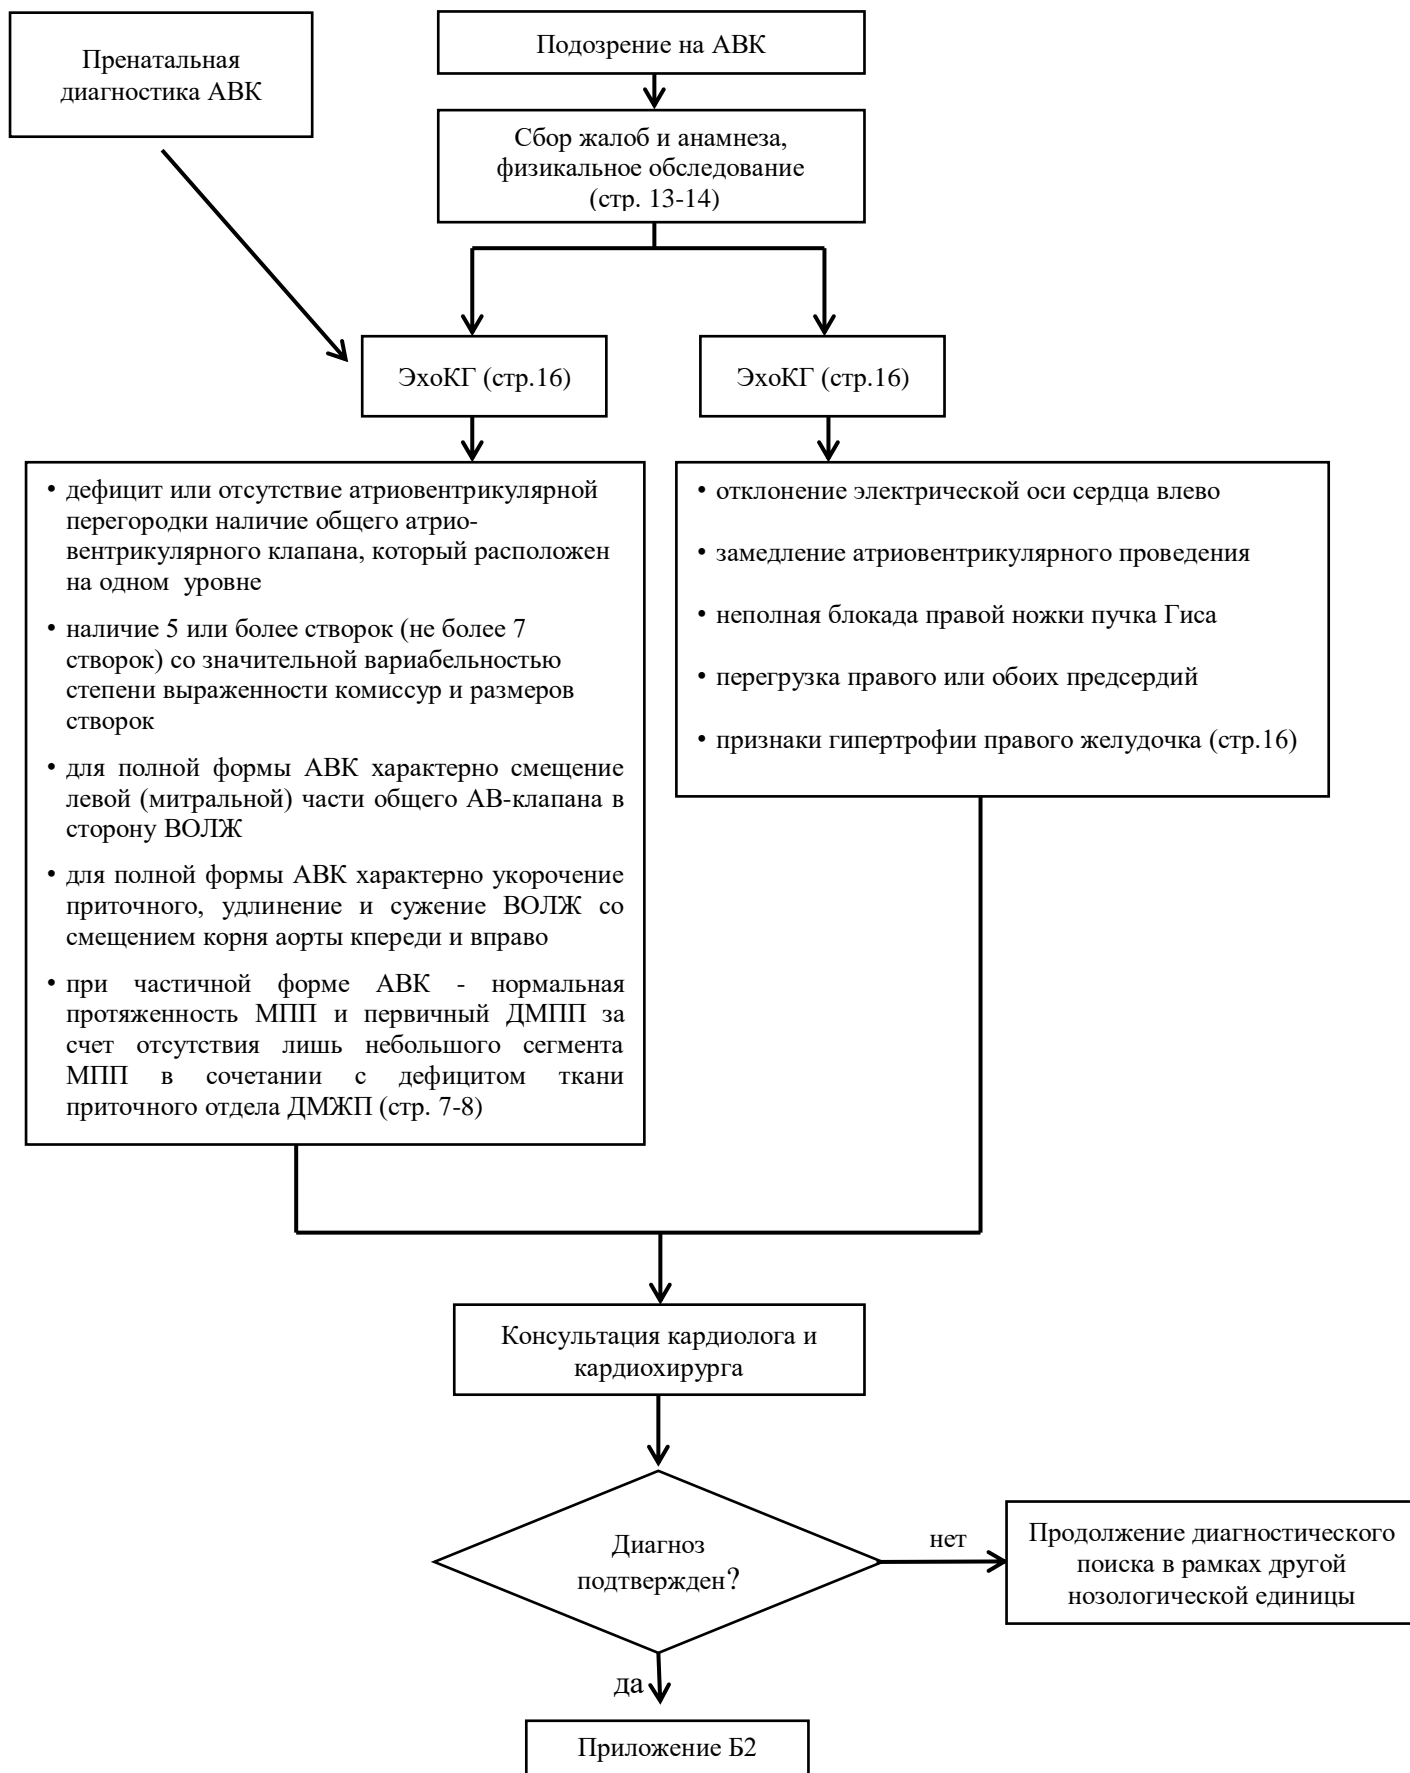 Пренатальная
диагностика АВК
Подозрение на АВК
Сбор жалоб и анамнеза,
физикальное обследование
(стр. 13-14)
ЭхоКГ (стр.16)
ЭхоКГ (стр.16)
• дефицит или отсутствие атриовентрикулярной
перегородки наличие общего атрио-
вентрикулярного клапана, который расположен
на одном уровне
• наличие 5 или более створок (не более 7
створок) со значительной вариабельностью
степени выраженности комиссур и размеров
створок
• для полной формы АВК характерно смещение
левой (митральной) части общего АВ-клапана в
сторону ВОЛЖ
• для полной формы АВК характерно укорочение
приточного, удлинение и сужение ВОЛЖ со
смещением корня аорты кпереди и вправо
• при частичной форме АВК - нормальная
протяженность МПП и первичный ДМПП за
счет отсутствия лишь небольшого сегмента
МПП в сочетании с дефицитом ткани
приточного отдела ДМЖП (стр. 7-8)
• отклонение электрической оси сердца влево
• замедление атриовентрикулярного проведения
• неполная блокада правой ножки пучка Гиса
• перегрузка правого или обоих предсердий
• признаки гипертрофии правого желудочка (стр.16)
Консультация кардиолога и
кардиохирурга
Диагноз
подтвержден?
нет
Продолжение диагностического
поиска в рамках другой
нозологической единицы
да
Приложение Б2